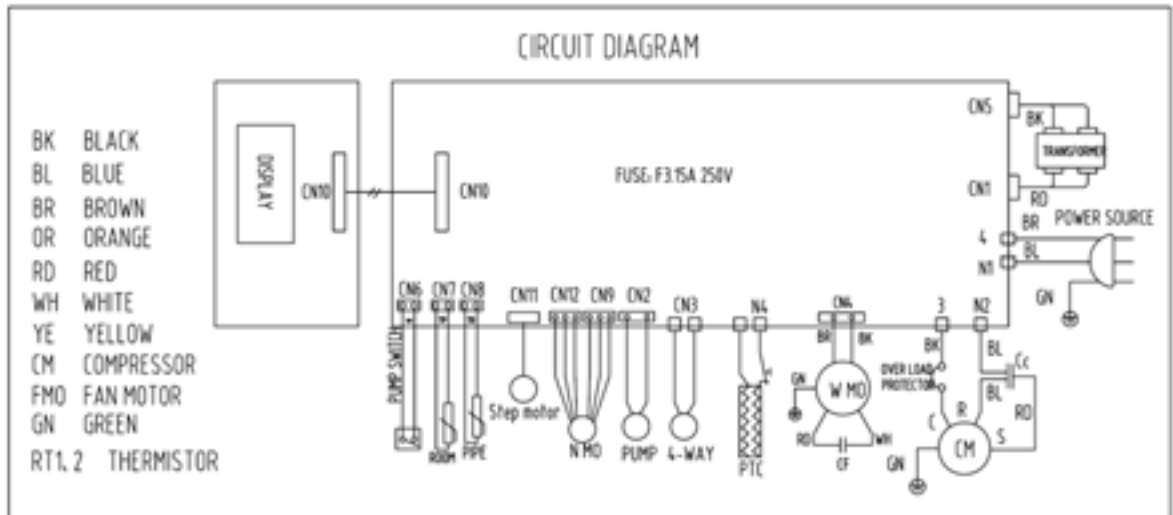 CIRCUIT DIAGRAM
BK BLACK
BL BLUE
BR BROWN
OR ORANGE
RD RED
WH WHITE
YE YELLOW
CM COMPRESSOR
FMO FAN MOTOR
GN GREEN
RT1, 2 THERMISTOR
DISPLAY
CN10
CN10
FUSE: F3.15A 250V
CN5
BK
TRANSFORMER
CN1
RD
POWER SOURCE
4
BR
N1
BL
GN
CN6
CN7
CN8
CN11
CN12
CN9
CN2
CN3
N4
CN4
3
N2
PUMP SWITCH
ROOM
PIPE
Step motor
N MO
PUMP
4-WAY
PTC
BR
BK
GN
W MO
RD
WH
CF
BK
BL
Cc
OVER LOAD
PROTECTOR
BL
RD
C
R
S
CM
GN